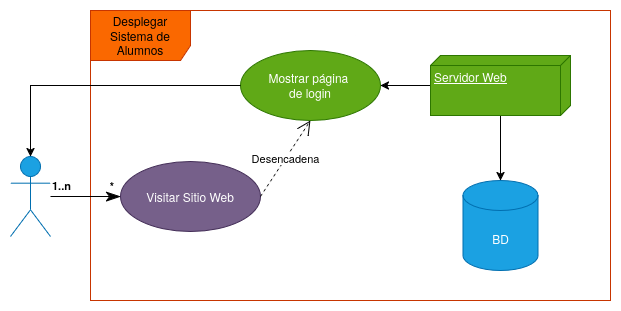 Desplegar
Sistema de
Alumnos
Mostrar página
de login
Servidor Web
Desencadena
1..n
*
Visitar Sitio Web
BD